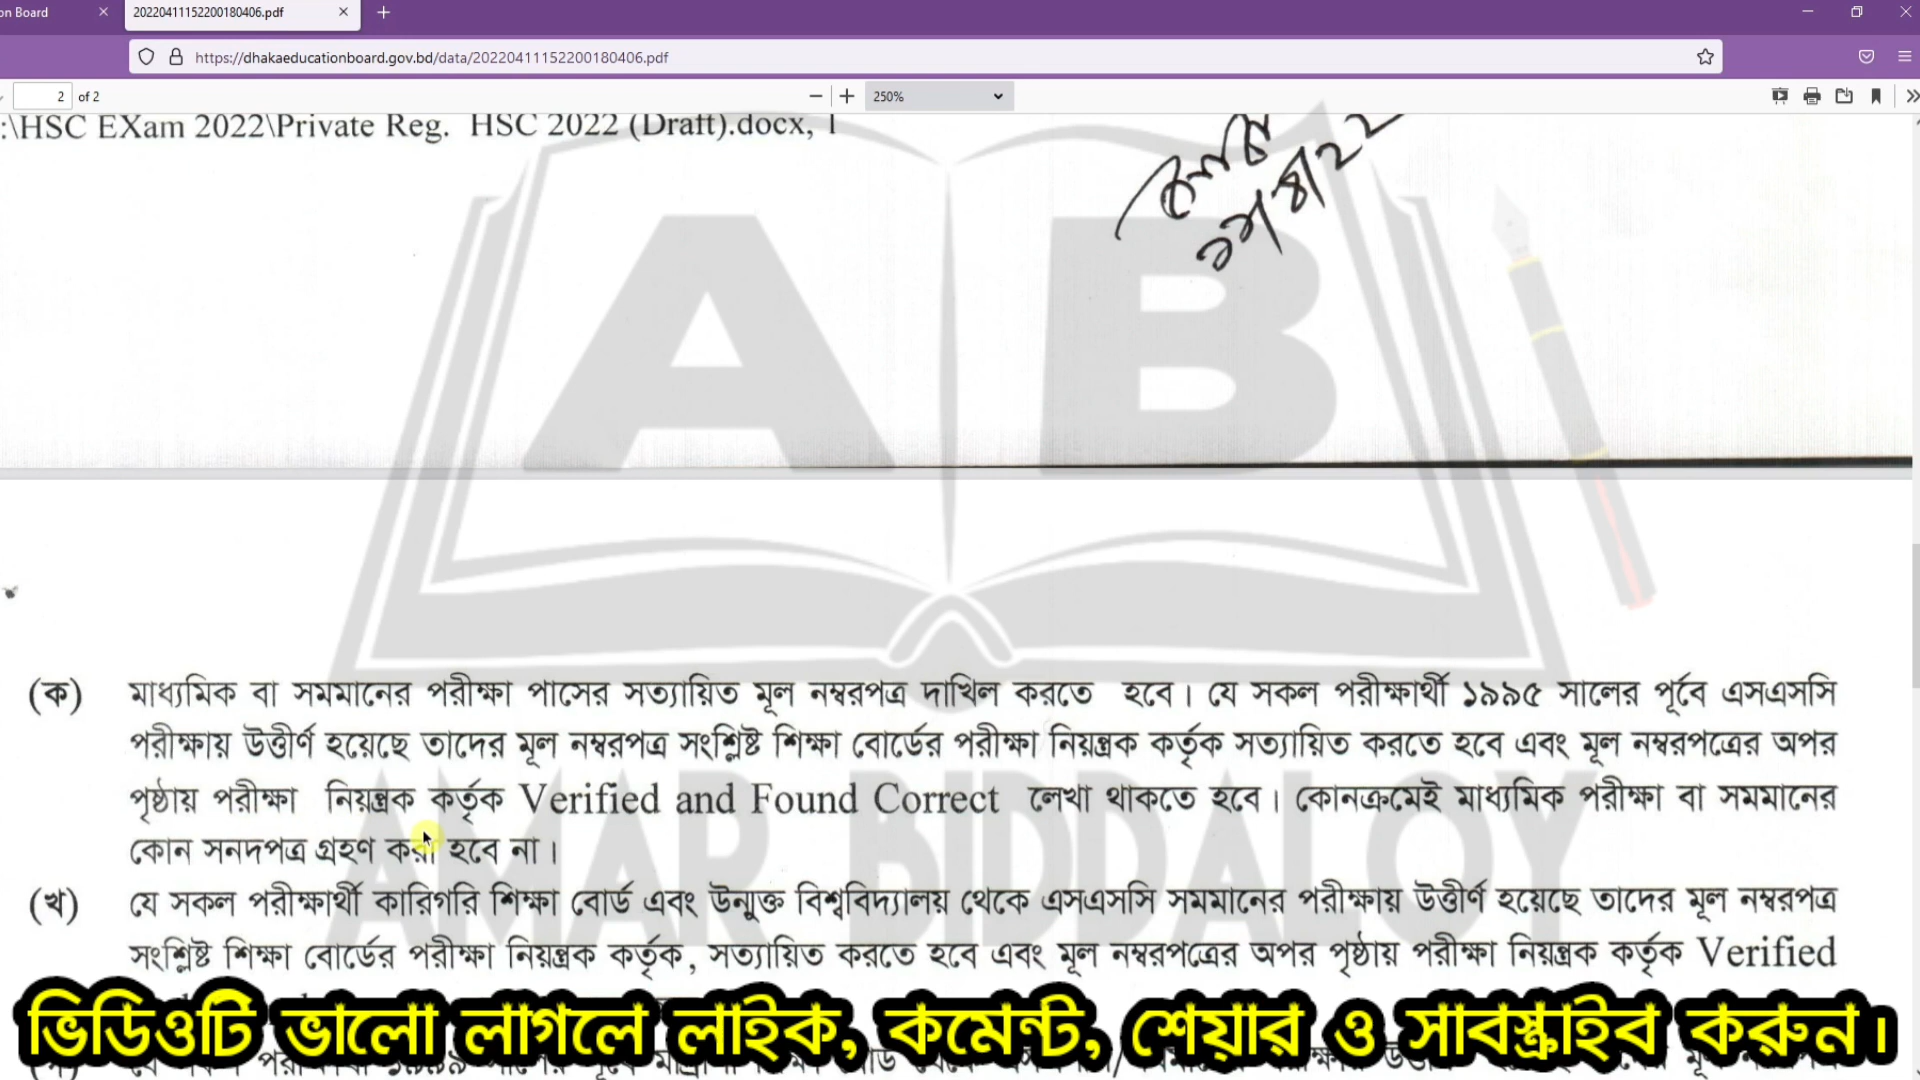 on Board
20220411152200180406.pdf
https://dhakaeducationboard.gov.bd/data/20220411152200180406.pdf
2 of 2
250%
:\HSC EXam 2022\Private Reg. HSC 2022 (Draft).docx, 1
A B
(ক) মাধ্যমিক বা সমমানের পরীক্ষা পাসের সত্যায়িত মূল নম্বরপত্র দাখিল করতে হবে। যে সকল পরীক্ষার্থী ১৯৯৫ সালের পূর্বে এসএসসি
পরীক্ষায় উত্তীর্ণ হয়েছে তাদের মূল নম্বরপত্র সংশ্লিষ্ট শিক্ষা বোর্ডের পরীক্ষা নিয়ন্ত্রক কর্তৃক সত্যায়িত করতে হবে এবং মূল নম্বরপত্রের অপর
পৃষ্ঠায় পরীক্ষা নিয়ন্ত্রক কর্তৃক Verified and Found Correct লেখা থাকতে হবে। কোনক্রমেই মাধ্যমিক পরীক্ষা বা সমমানের
কোন সনদপত্র গ্রহণ করা হবে না।
AMAR BIDDALOY
(খ) যে সকল পরীক্ষার্থী কারিগরি শিক্ষা বোর্ড এবং উন্মুক্ত বিশ্ববিদ্যালয় থেকে এসএসসি সমমানের পরীক্ষায় উত্তীর্ণ হয়েছে তাদের মূল নম্বরপত্র
সংশ্লিষ্ট শিক্ষা বোর্ডের পরীক্ষা নিয়ন্ত্রক কর্তৃক, সত্যায়িত করতে হবে এবং মূল নম্বরপত্রের অপর পৃষ্ঠায় পরীক্ষা নিয়ন্ত্রক কর্তৃক Verified
ভিডিওটি ভালো লাগলে লাইক, কমেন্ট, শেয়ার ও সাবস্ক্রাইব করুন।